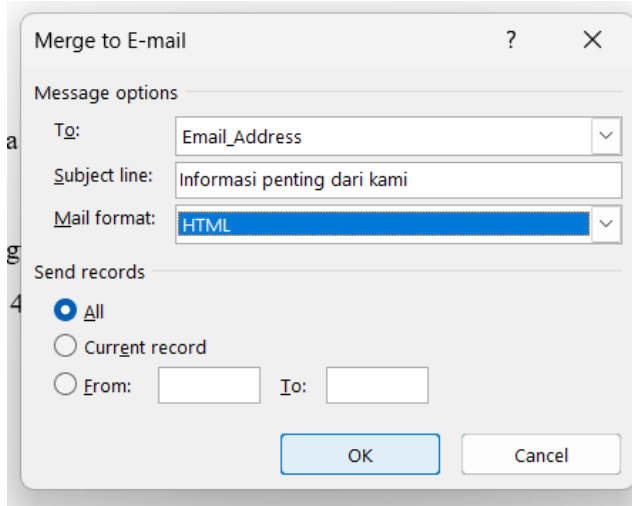 Merge to E-mail ? X
Message options
a To: Email_Address
Subject line: Informasi penting dari kami
Mail format: HTML
g
Send records
4 All
Current record
From: To:
OK Cancel